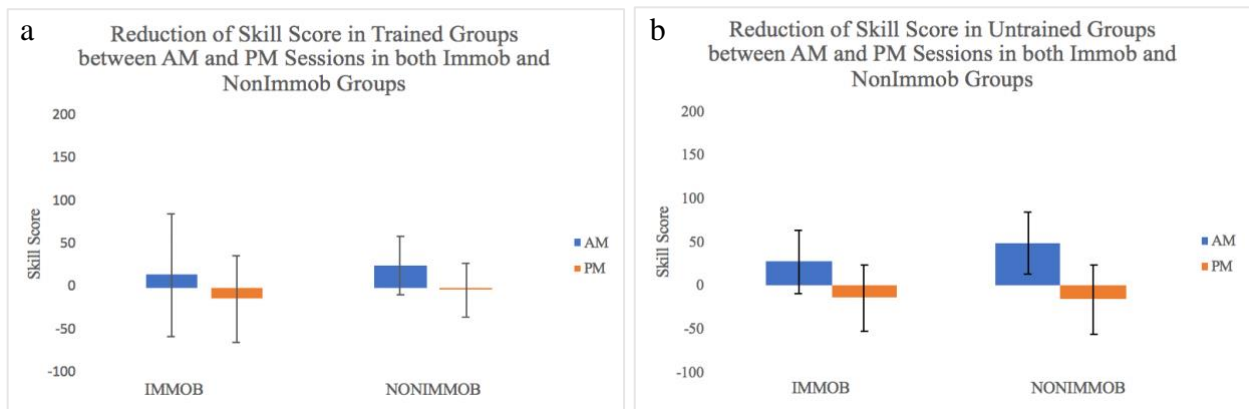 a
Reduction of Skill Score in Trained Groups
between AM and PM Sessions in both Immob and
NonImmob Groups
200
150
100
50
0
-50
-100
Skill Score
IMMOB
NONIMMOB
AM
PM
b
Reduction of Skill Score in Untrained Groups
between AM and PM Sessions in both Immob and
NonImmob Groups
200
150
100
50
0
-50
-100
Skill Score
IMMOB
NONIMMOB
AM
PM